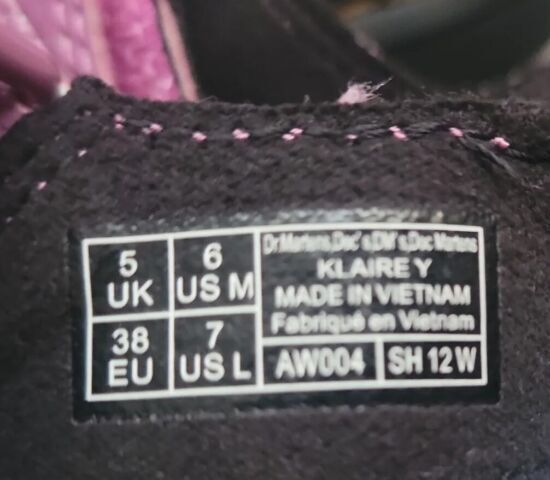 5
UK
6
US M
38
EU
7
US L
Dr.Martens,Doc's,DM's,Doc Martens
KLAIRE Y
MADE IN VIETNAM
Fabriqué en Vietnam
AW004
SH 12W